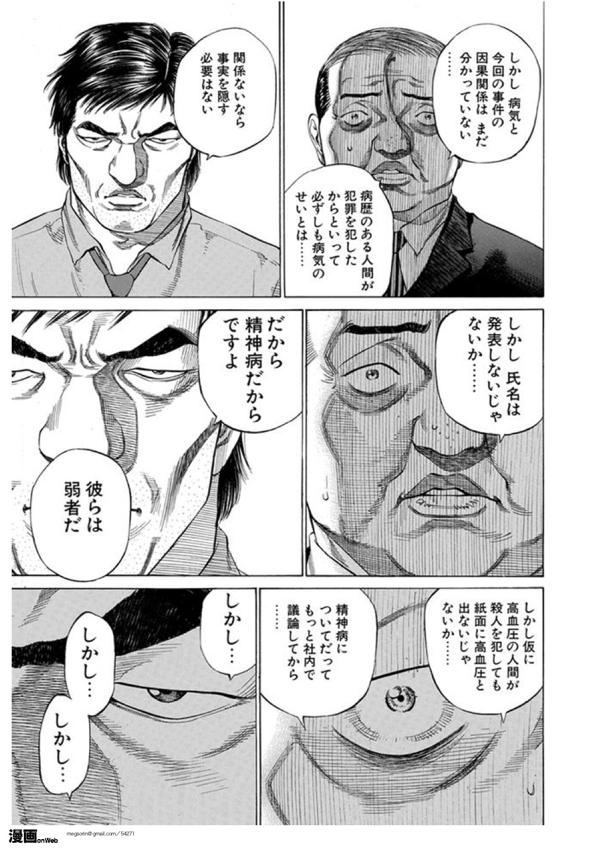 しかし 病気と
今回の事件の
因果関係は まだ
分かっていない
病歴のある人間が
犯罪を犯した
からといって
必ずしも病気の
せいとは……
関係ないなら
事実を隠す
必要はない
しかし 氏名は
発表しないじゃ
ないか……
だから
精神病だから
ですよ
彼らは
弱者だ
しかし仮に
高血圧の人間が
殺人を犯しても
紙面に高血圧と
出ないじゃ
ないか……
精神病に
ついてだって
もっと社内で
議論してから
……
しかし…
しかし…
しかし…
漫画onWeb
megaorin@gmail.com/54271